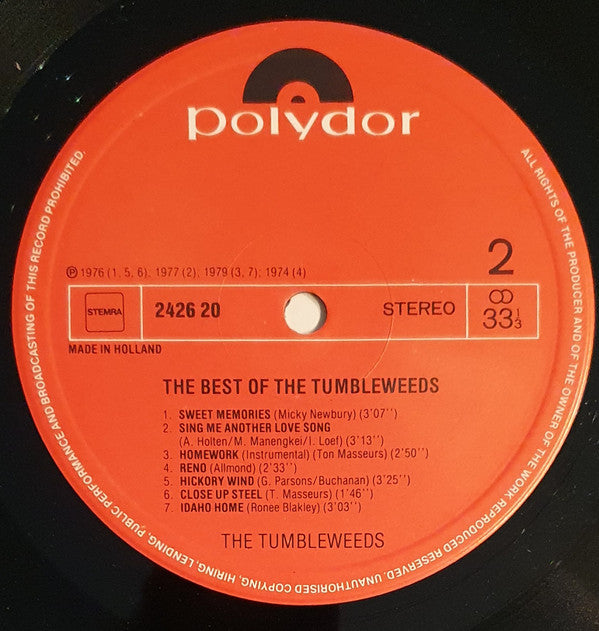 polydor
ALL RIGHTS OF THE PRODUCER AND OF THE OWNER OF THE WORK REPRODUCED RESERVED. UNAUTHORISED COPYING, HIRING, LENDING, PUBLIC PERFORMANCE AND BROADCASTING OF THIS RECORD PROHIBITED.
℗ 1976 (1, 5, 6), 1977 (2), 1979 (3, 7); 1974 (4)
2
STEMRA
2426 20
STEREO
33 1/3
MADE IN HOLLAND
THE BEST OF THE TUMBLEWEEDS
1. SWEET MEMORIES (Micky Newbury) (3'07'')
2. SING ME ANOTHER LOVE SONG
(A. Holten/M. Manengkei/I. Loef) (3'13'')
3. HOMEWORK (Instrumental) (Ton Masseurs) (2'50'')
4. RENO (Allmond) (2'33'')
5. HICKORY WIND (G. Parsons/Buchanan) (3'25'')
6. CLOSE UP STEEL (T. Masseurs) (1'46'')
7. IDAHO HOME (Ronee Blakley) (3'03'')
THE TUMBLEWEEDS